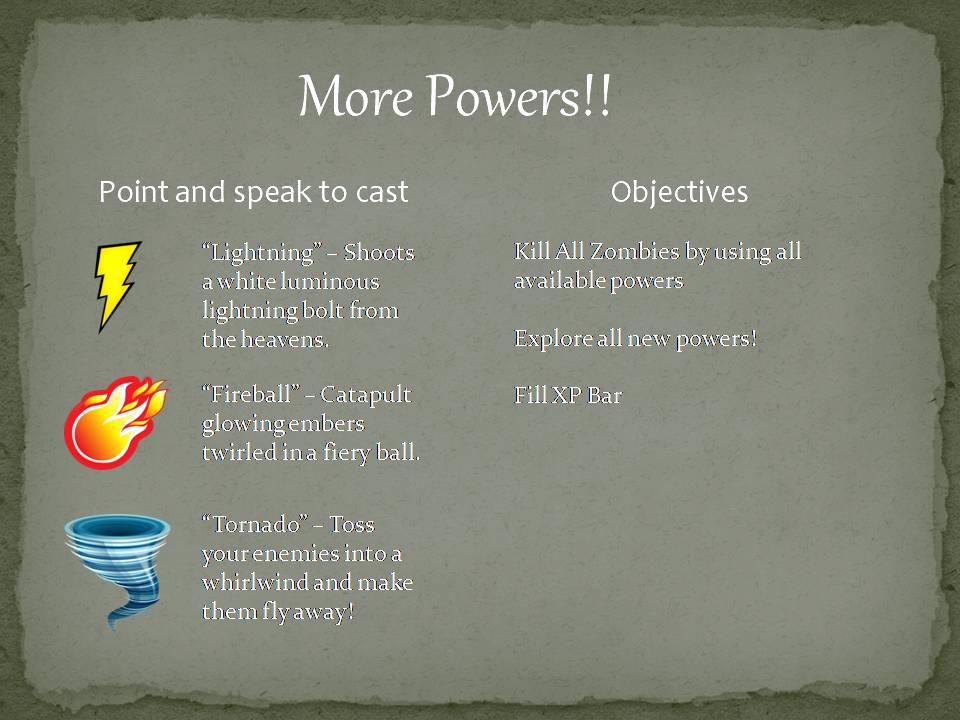 More Powers!!
Point and speak to cast
“Lightning” – Shoots
a white luminous
lightning bolt from
the heavens.
“Fireball” – Catapult
glowing embers
twirled in a fiery ball.
“Tornado” – Toss
your enemies into a
whirlwind and make
them fly away!
Objectives
Kill All Zombies by using all
available powers
Explore all new powers!
Fill XP Bar